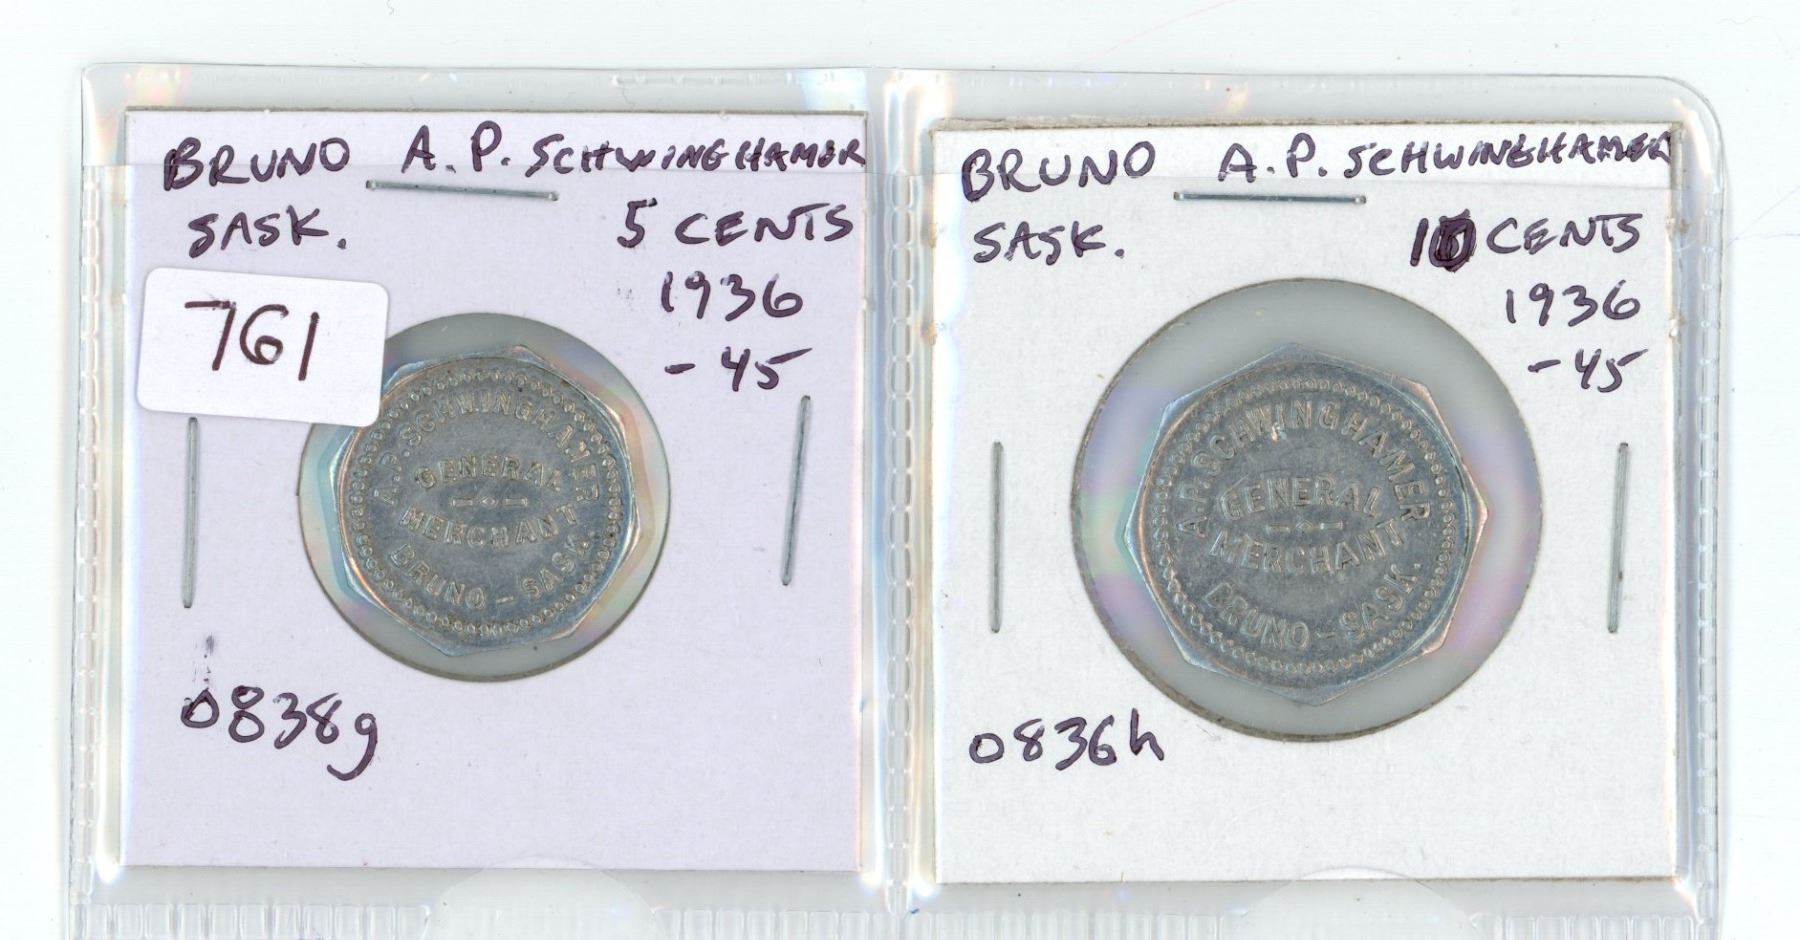 BRUNO A.P. SCHWINGHAMER
SASK. 5 CENTS
1936
-45
761
A.P. SCHWINGHAMER
GENERAL
MERCHANT
BRUNO - SASK.
0838g
BRUNO A.P. SCHWINGHAMER
SASK. 10 CENTS
1936
-45
A.P. SCHWINGHAMER
GENERAL
MERCHANT
BRUNO - SASK.
0836h